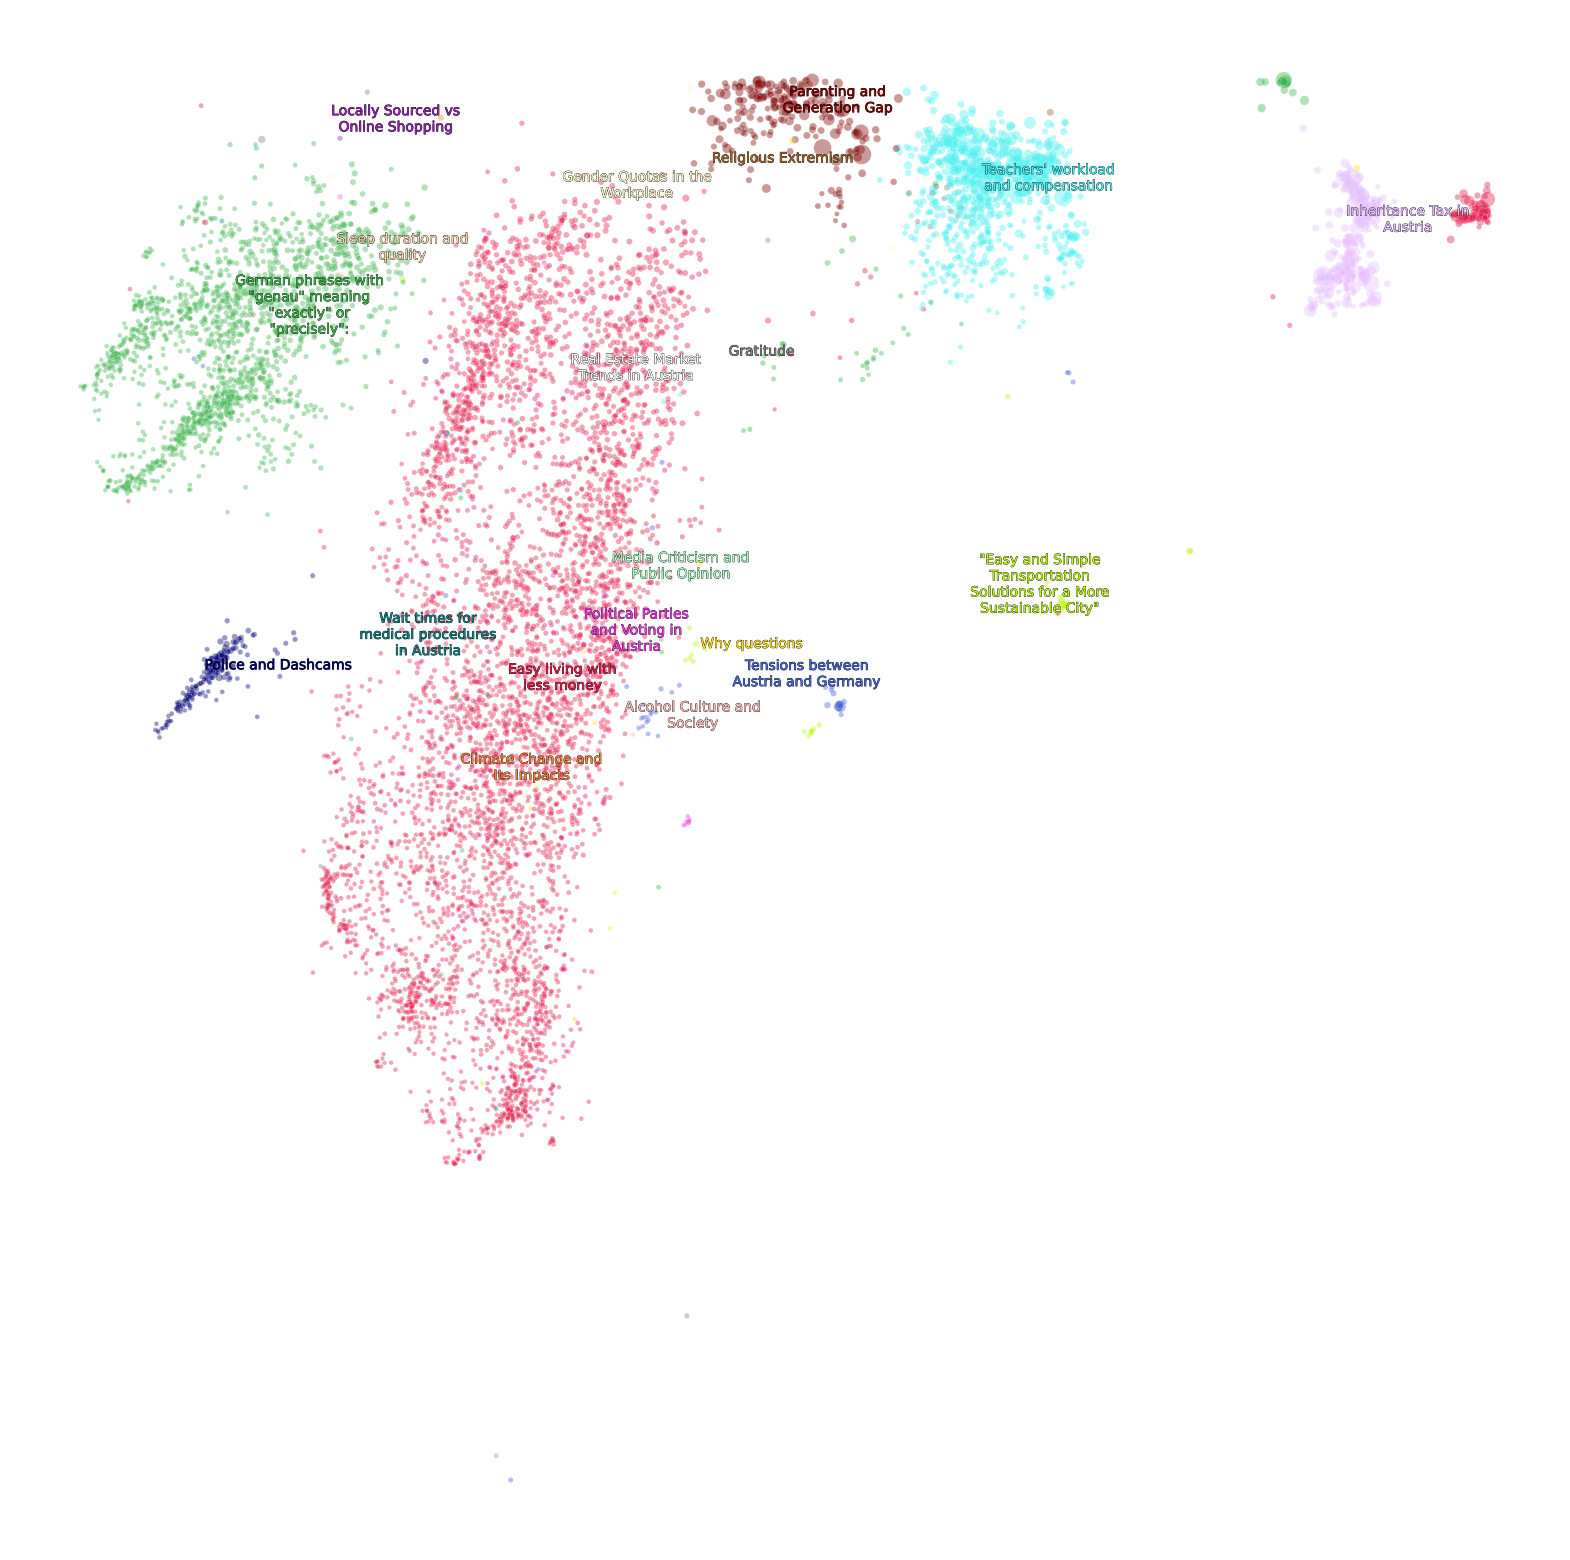 Parenting and
Generation Gap
Locally Sourced vs
Online Shopping
Religious Extremism
Teachers' workload
and compensation
Gender Quotas in the
Workplace
Inheritance Tax in
Austria
Sleep duration and
quality
German phrases with
"genau" meaning
"exactly" or
"precisely":
Gratitude
Real Estate Market
Trends in Austria
Media Criticism and
Public Opinion
"Easy and Simple
Transportation
Solutions for a More
Sustainable City"
Wait times for
medical procedures
in Austria
Political Parties
and Voting in
Austria
Why questions
Police and Dashcams
Easy living with
less money
Tensions between
Austria and Germany
Alcohol Culture and
Society
Climate Change and
its Impacts